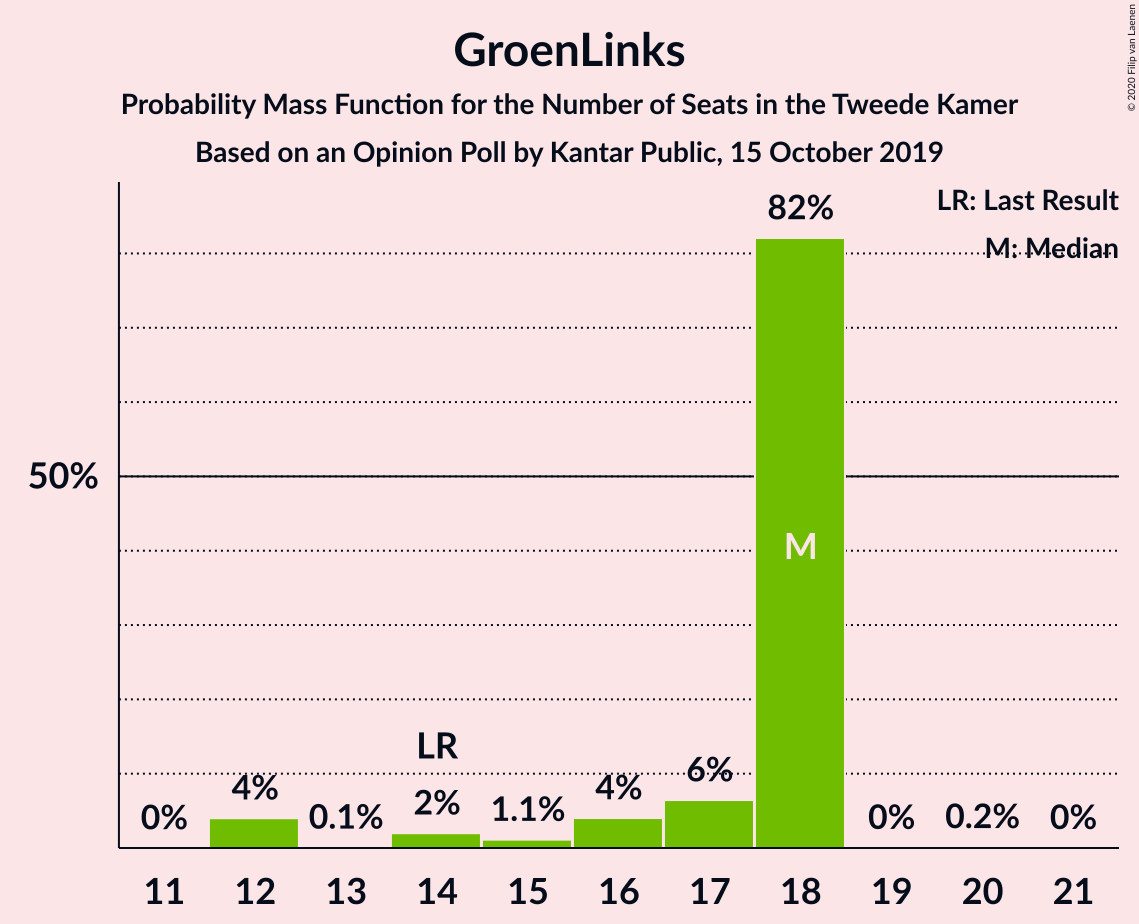 GroenLinks
Probability Mass Function for the Number of Seats in the Tweede Kamer
Based on an Opinion Poll by Kantar Public, 15 October 2019
© 2020 Filip van Laenen
LR: Last Result
M: Median
82%
50%
M
LR
0%
4%
0.1%
2%
1.1%
4%
6%
0%
0.2%
0%
11 12 13 14 15 16 17 18 19 20 21